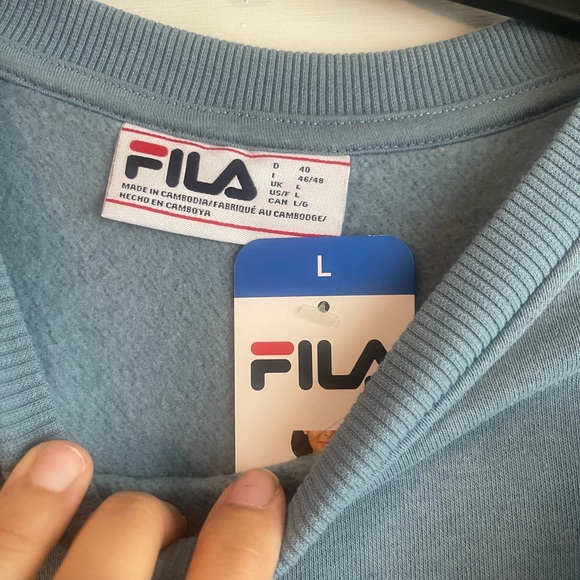 FILA
D 40
I 46/48
UK L
US/F L
CAN L/G
MADE IN CAMBODIA/FABRIQUÉ AU CAMBODGE/
HECHO EN CAMBOYA
L
FILA